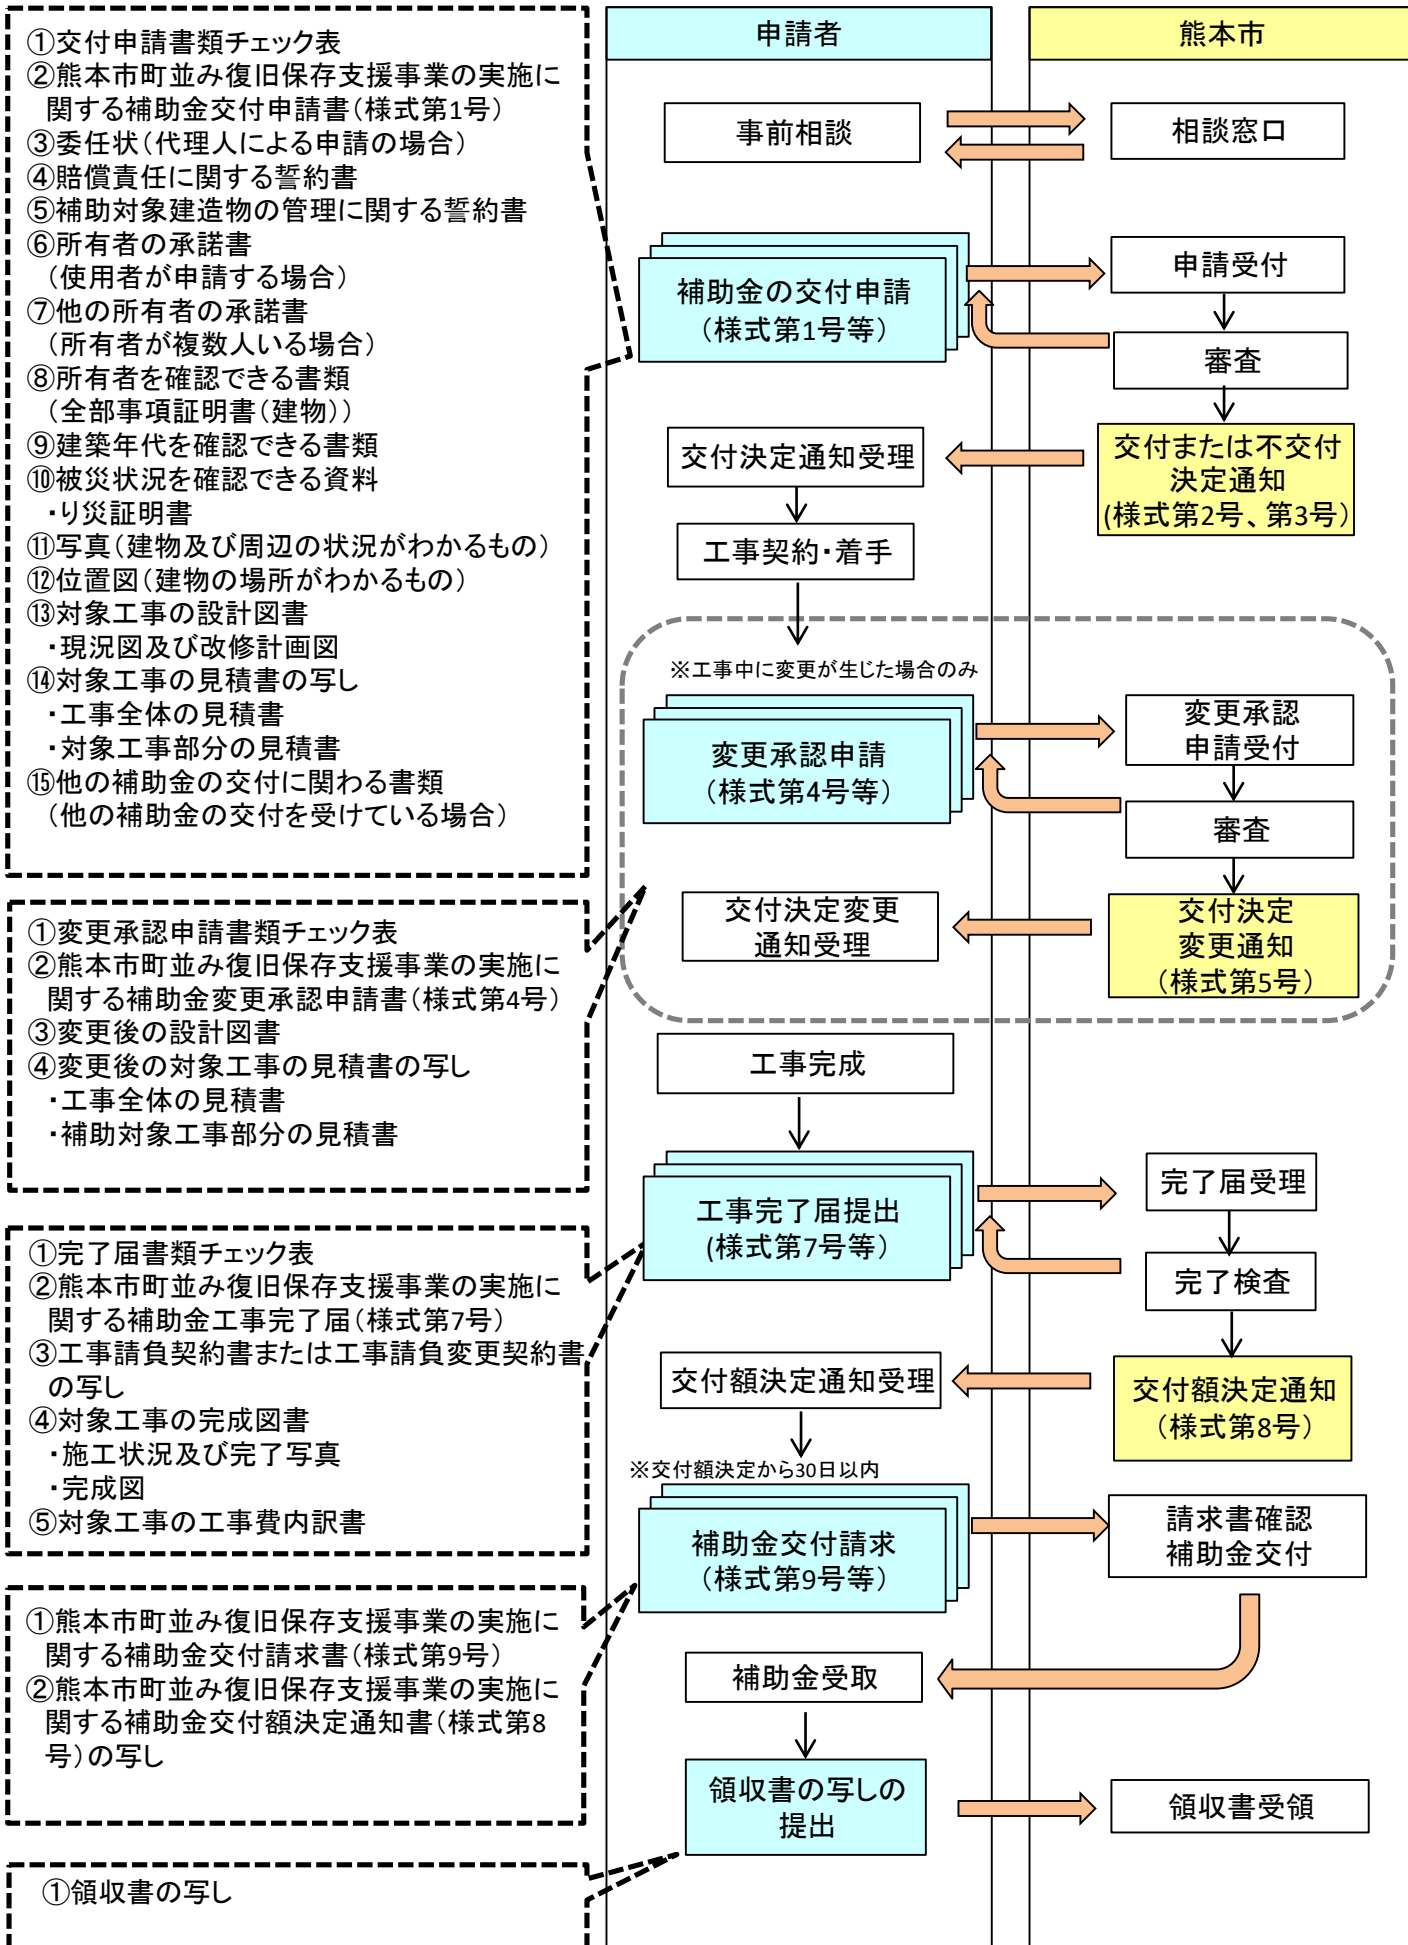 ①交付申請書類チェック表
②熊本市町並み復旧保存支援事業の実施に
関する補助金交付申請書(様式第1号)
③委任状(代理人による申請の場合)
④賠償責任に関する誓約書
⑤補助対象建造物の管理に関する誓約書
⑥所有者の承諾書
(使用者が申請する場合)
⑦他の所有者の承諾書
(所有者が複数人いる場合)
⑧所有者を確認できる書類
(全部事項証明書(建物))
⑨建築年代を確認できる書類
⑩被災状況を確認できる資料
・り災証明書
⑪写真(建物及び周辺の状況がわかるもの)
⑫位置図(建物の場所がわかるもの)
⑬対象工事の設計図書
・現況図及び改修計画図
⑭対象工事の見積書の写し
・工事全体の見積書
・対象工事部分の見積書
⑮他の補助金の交付に関わる書類
(他の補助金の交付を受けている場合)
①変更承認申請書類チェック表
②熊本市町並み復旧保存支援事業の実施に
関する補助金変更承認申請書(様式第4号)
③変更後の設計図書
④変更後の対象工事の見積書の写し
・工事全体の見積書
・補助対象工事部分の見積書
①完了届書類チェック表
②熊本市町並み復旧保存支援事業の実施に
関する補助金工事完了届(様式第7号)
③工事請負契約書または工事請負変更契約書
の写し
④対象工事の完成図書
・施工状況及び完了写真
・完成図
⑤対象工事の工事費内訳書
①熊本市町並み復旧保存支援事業の実施に
関する補助金交付請求書(様式第9号)
②熊本市町並み復旧保存支援事業の実施に
関する補助金交付額決定通知書(様式第8
号)の写し
①領収書の写し
申請者
熊本市
事前相談
相談窓口
補助金の交付申請
(様式第1号等)
申請受付
審査
交付決定通知受理
交付または不交付
決定通知
(様式第2号、第3号)
工事契約・着手
※工事中に変更が生じた場合のみ
変更承認申請
(様式第4号等)
変更承認
申請受付
審査
交付決定変更
通知受理
交付決定
変更通知
(様式第5号)
工事完成
工事完了届提出
(様式第7号等)
完了届受理
完了検査
交付額決定通知受理
交付額決定通知
(様式第8号)
※交付額決定から30日以内
補助金交付請求
(様式第9号等)
請求書確認
補助金交付
補助金受取
領収書の写しの
提出
領収書受領